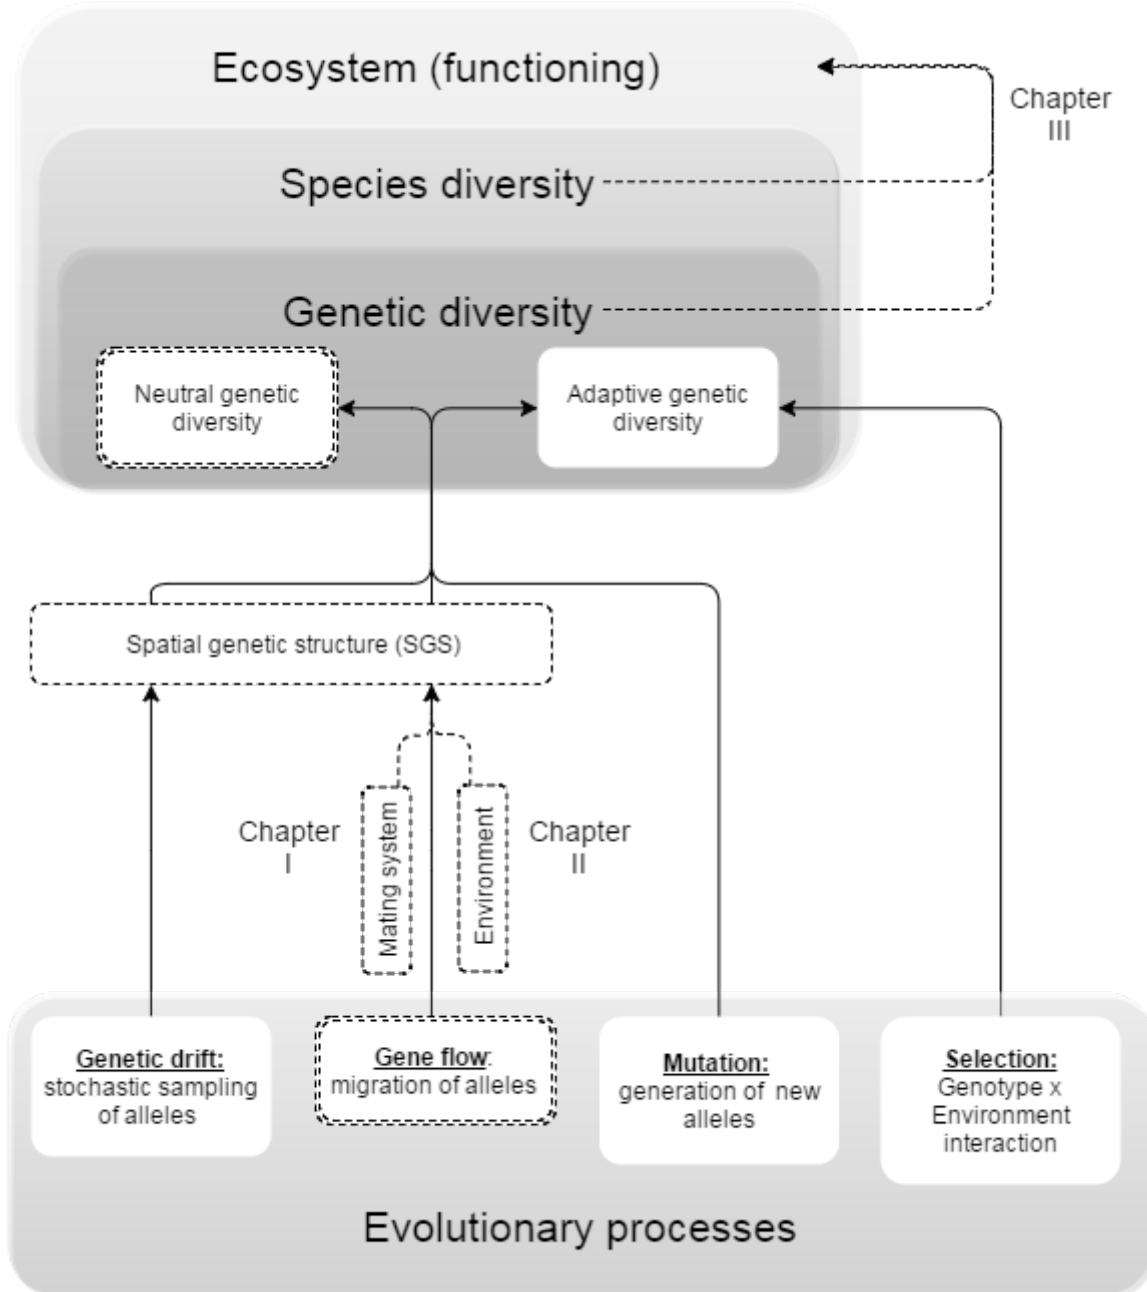 Ecosystem (functioning)
Chapter
III
Species diversity
Genetic diversity
Neutral genetic
diversity
Adaptive genetic
diversity
Spatial genetic structure (SGS)
Chapter
I
Mating system
Environment
Chapter
II
Genetic drift:
stochastic sampling
of alleles
Gene flow:
migration of alleles
Mutation:
generation of new
alleles
Selection:
Genotype x
Environment
interaction
Evolutionary processes